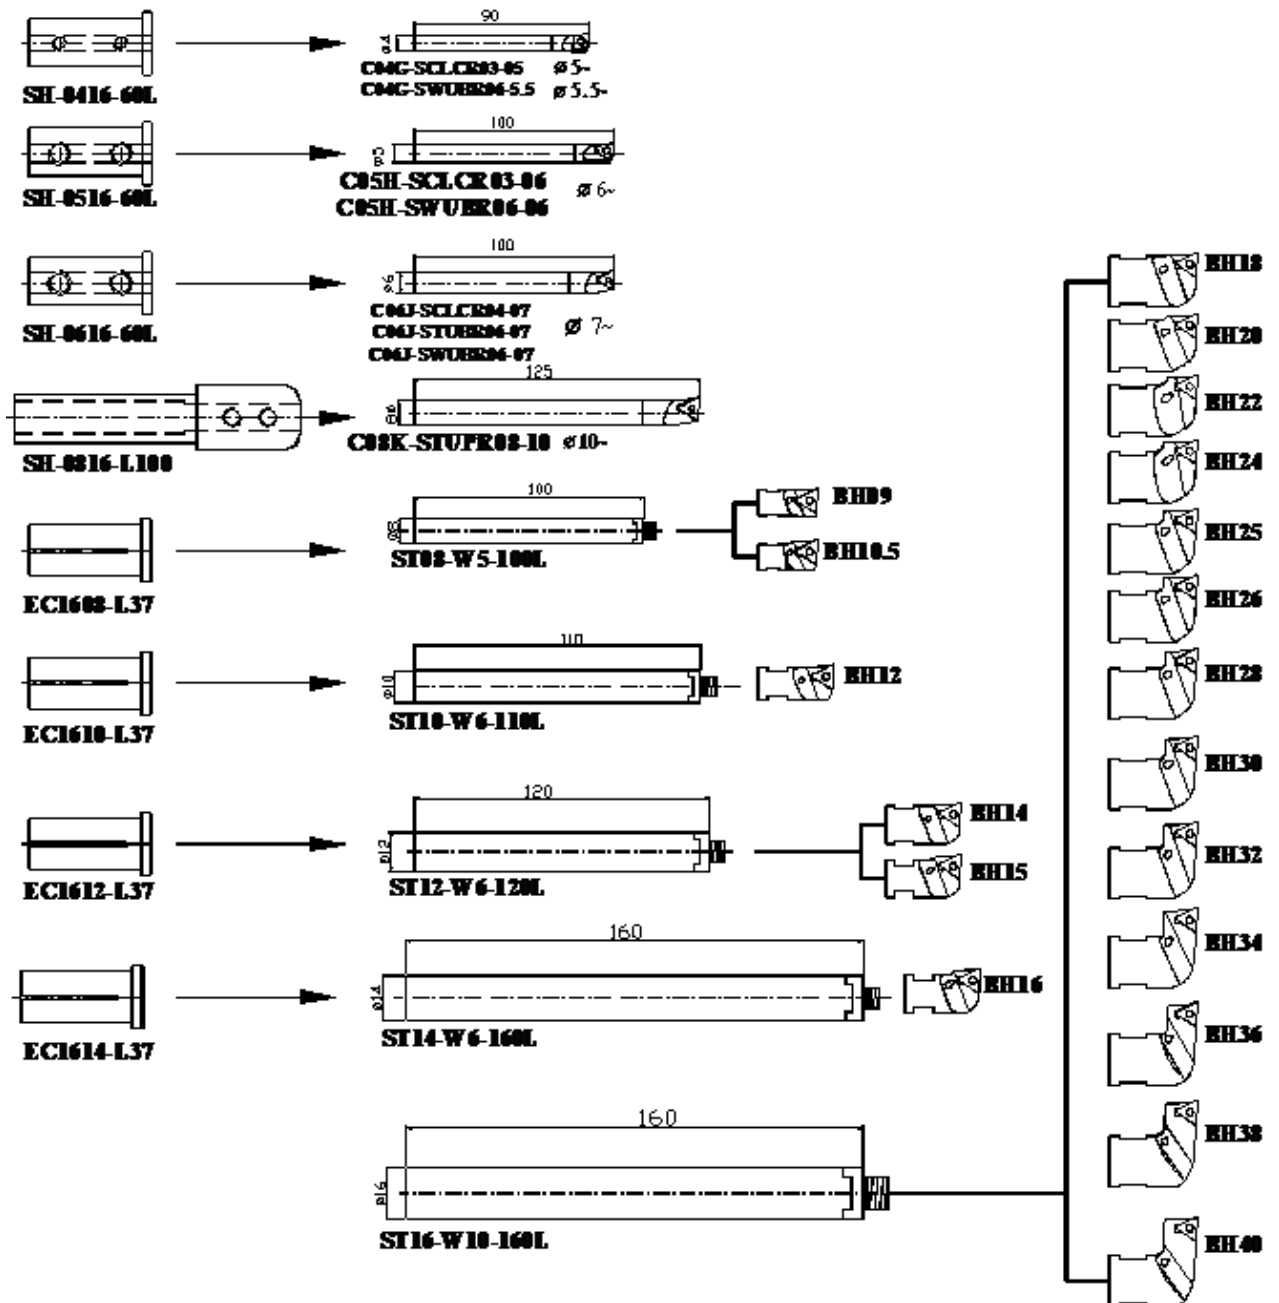 90
ø4
SH-0416-60L
C04G-SCLCR03-05 ø5~
C04G-SWUBR06-5.5 ø5.5~
100
ø5
SH-0516-60L
C05H-SCLCR03-06
ø6~
C05H-SWUBR06-06
100
ø6
SH-0616-60L
C06J-SCLCR04-07
C06J-STUBR06-07
ø7~
C06J-SWUBR06-07
125
SH-0816-L100
C08K-STUPR08-10 ø10~
100
EC1608-L37
ST08-W5-100L
BH09
BH10.5
110
ø10
EC1610-L37
ST10-W6-110L
BH12
120
ø12
EC1612-L37
ST12-W6-120L
BH14
BH15
160
ø14
EC1614-L37
ST14-W6-160L
BH16
160
ø16
ST16-W10-160L
BH18
BH20
BH22
BH24
BH25
BH26
BH28
BH30
BH32
BH34
BH36
BH38
BH40